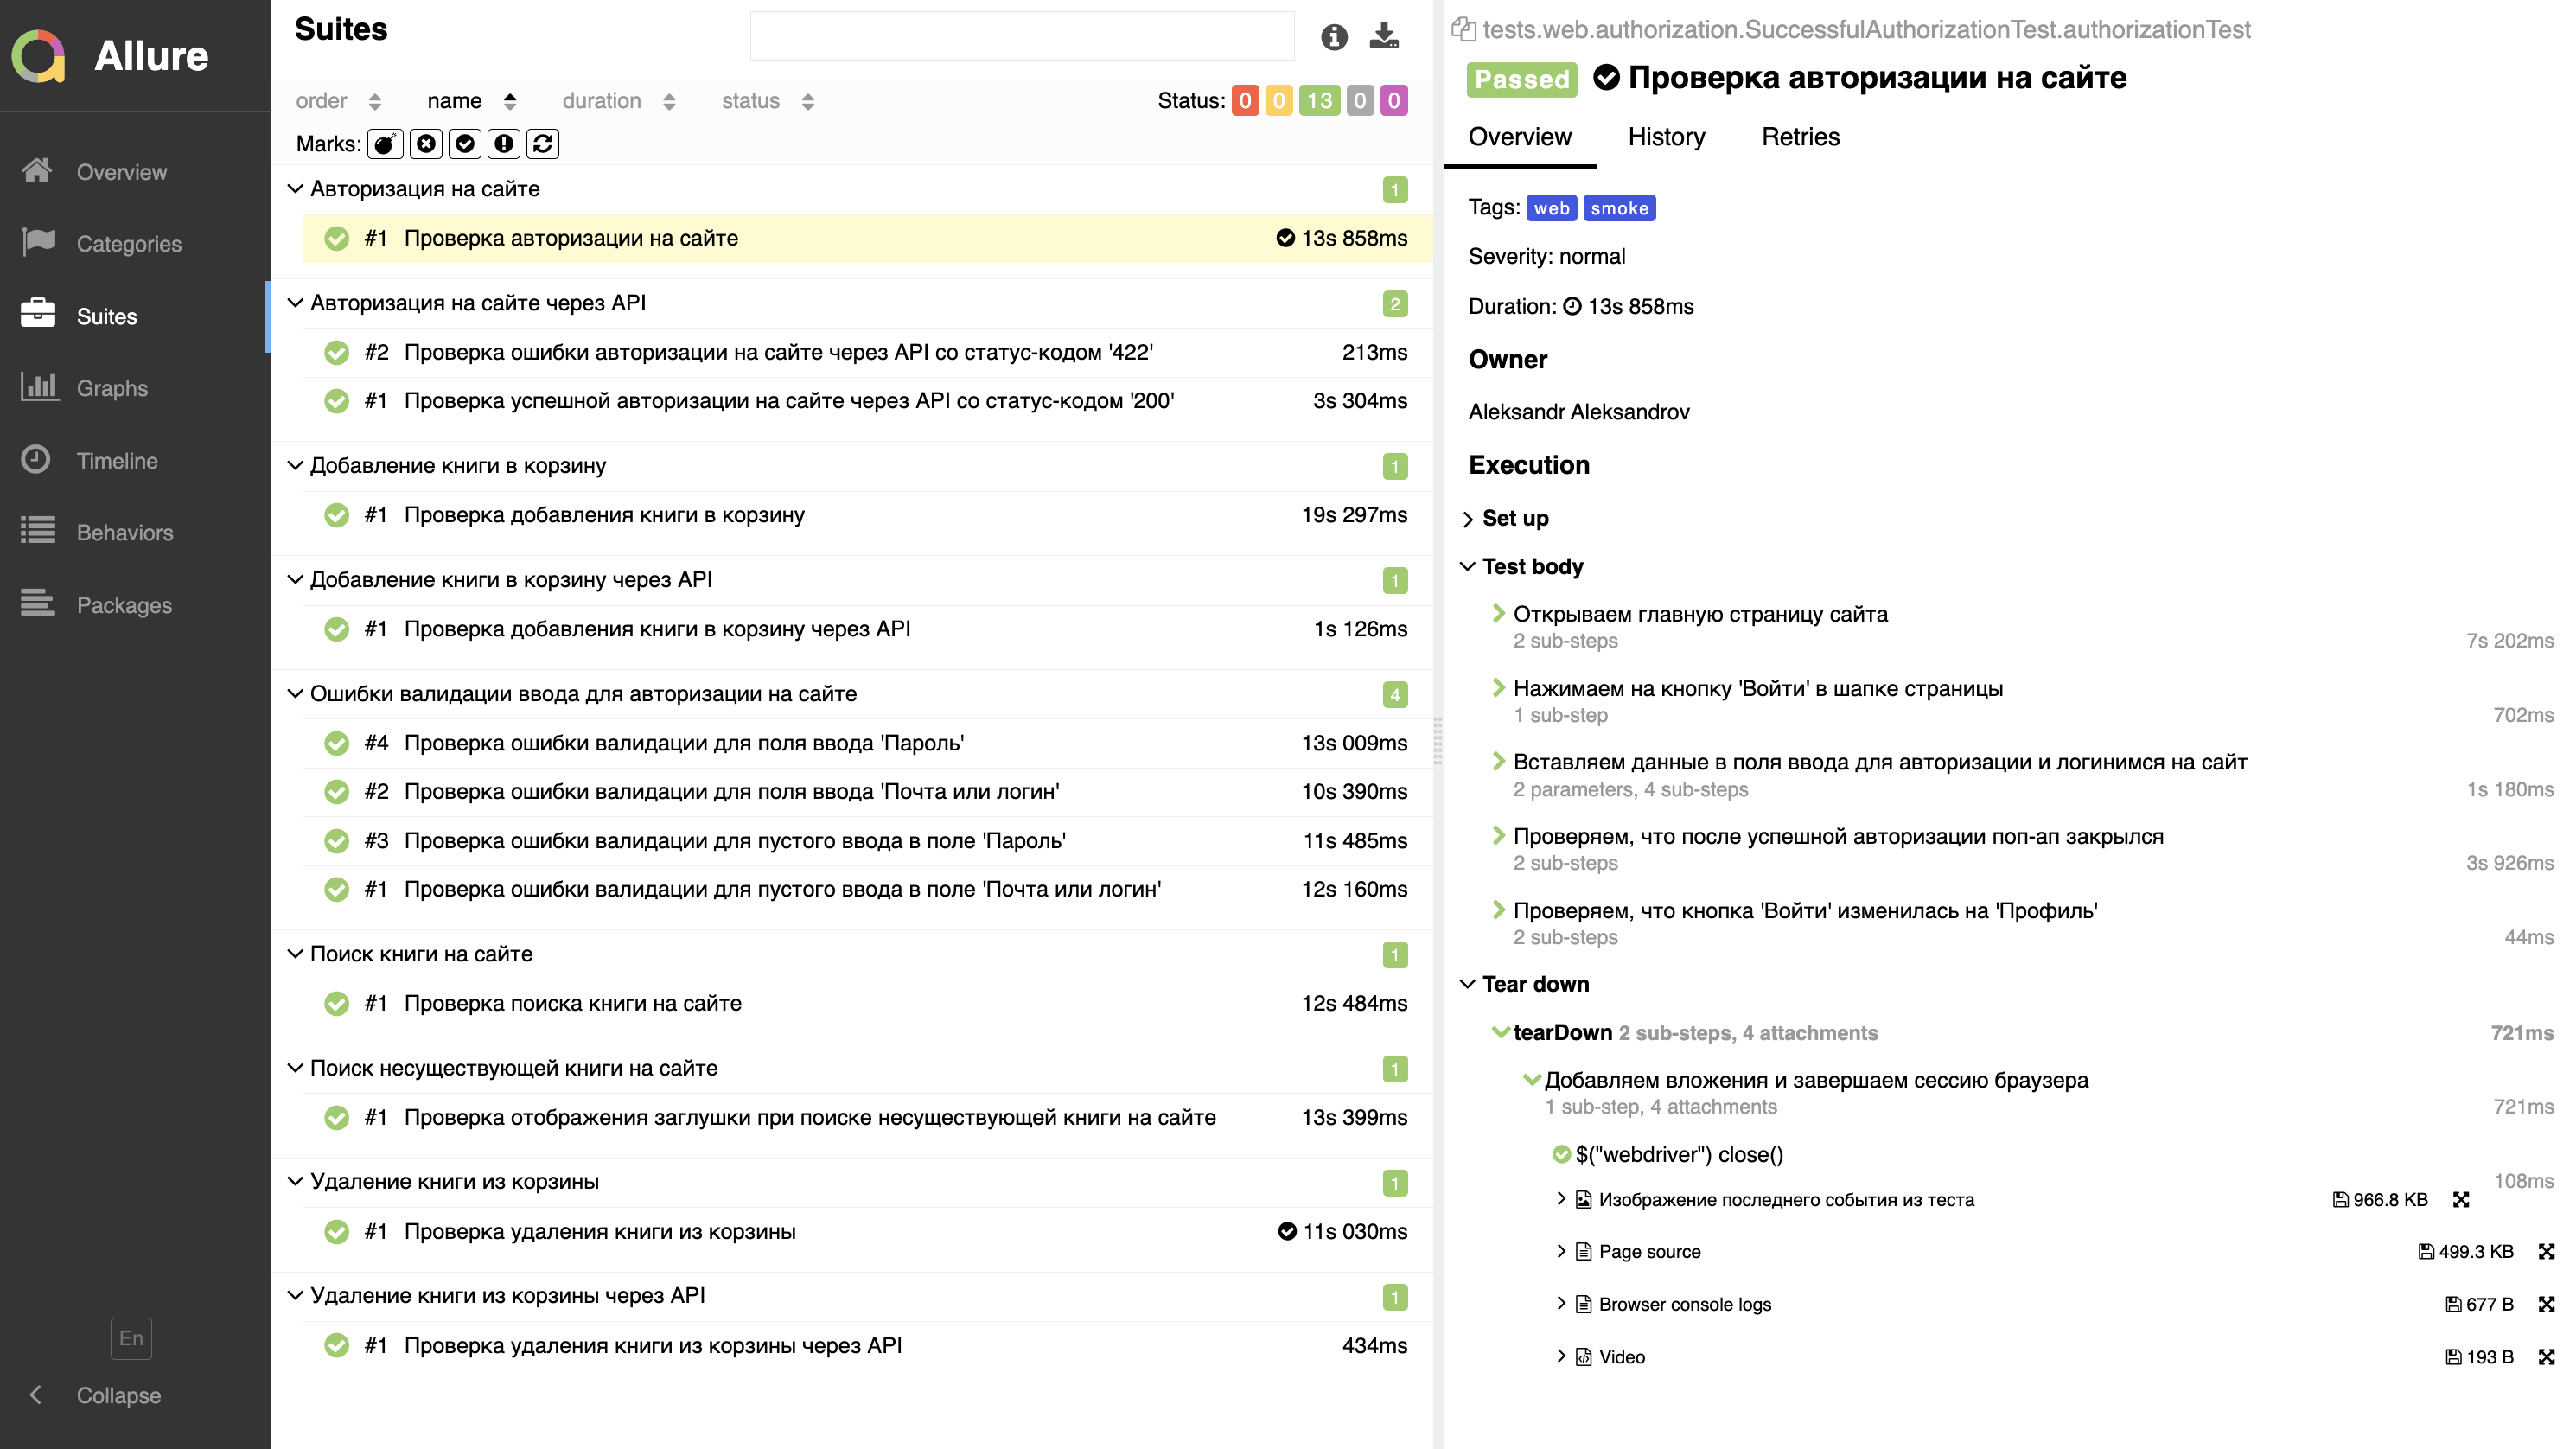 Allure
Overview
Categories
Suites
Graphs
Timeline
Behaviors
Packages
En
Collapse
Suites
order name duration status Status: 0 0 13 0 0
Marks:
Авторизация на сайте 1
#1 Проверка авторизации на сайте 13s 858ms
Авторизация на сайте через API 2
#2 Проверка ошибки авторизации на сайте через API со статус-кодом '422' 213ms
#1 Проверка успешной авторизации на сайте через API со статус-кодом '200' 3s 304ms
Добавление книги в корзину 1
#1 Проверка добавления книги в корзину 19s 297ms
Добавление книги в корзину через API 1
#1 Проверка добавления книги в корзину через API 1s 126ms
Ошибки валидации ввода для авторизации на сайте 4
#4 Проверка ошибки валидации для поля ввода 'Пароль' 13s 009ms
#2 Проверка ошибки валидации для поля ввода 'Почта или логин' 10s 390ms
#3 Проверка ошибки валидации для пустого ввода в поле 'Пароль' 11s 485ms
#1 Проверка ошибки валидации для пустого ввода в поле 'Почта или логин' 12s 160ms
Поиск книги на сайте 1
#1 Проверка поиска книги на сайте 12s 484ms
Поиск несуществующей книги на сайте 1
#1 Проверка отображения заглушки при поиске несуществующей книги на сайте 13s 399ms
Удаление книги из корзины 1
#1 Проверка удаления книги из корзины 11s 030ms
Удаление книги из корзины через API 1
#1 Проверка удаления книги из корзины через API 434ms
tests.web.authorization.SuccessfulAuthorizationTest.authorizationTest
Passed Проверка авторизации на сайте
Overview History Retries
Tags: web smoke
Severity: normal
Duration: 13s 858ms
Owner
Aleksandr Aleksandrov
Execution
Set up
Test body
Открываем главную страницу сайта
2 sub-steps 7s 202ms
Нажимаем на кнопку 'Войти' в шапке страницы
1 sub-step 702ms
Вставляем данные в поля ввода для авторизации и логинимся на сайт
2 parameters, 4 sub-steps 1s 180ms
Проверяем, что после успешной авторизации поп-ап закрылся
2 sub-steps 3s 926ms
Проверяем, что кнопка 'Войти' изменилась на 'Профиль'
2 sub-steps 44ms
Tear down
tearDown 2 sub-steps, 4 attachments 721ms
Добавляем вложения и завершаем сессию браузера
1 sub-step, 4 attachments 721ms
$("webdriver") close()
108ms
Изображение последнего события из теста 966.8 KB
Page source 499.3 KB
Browser console logs 677 B
Video 193 B